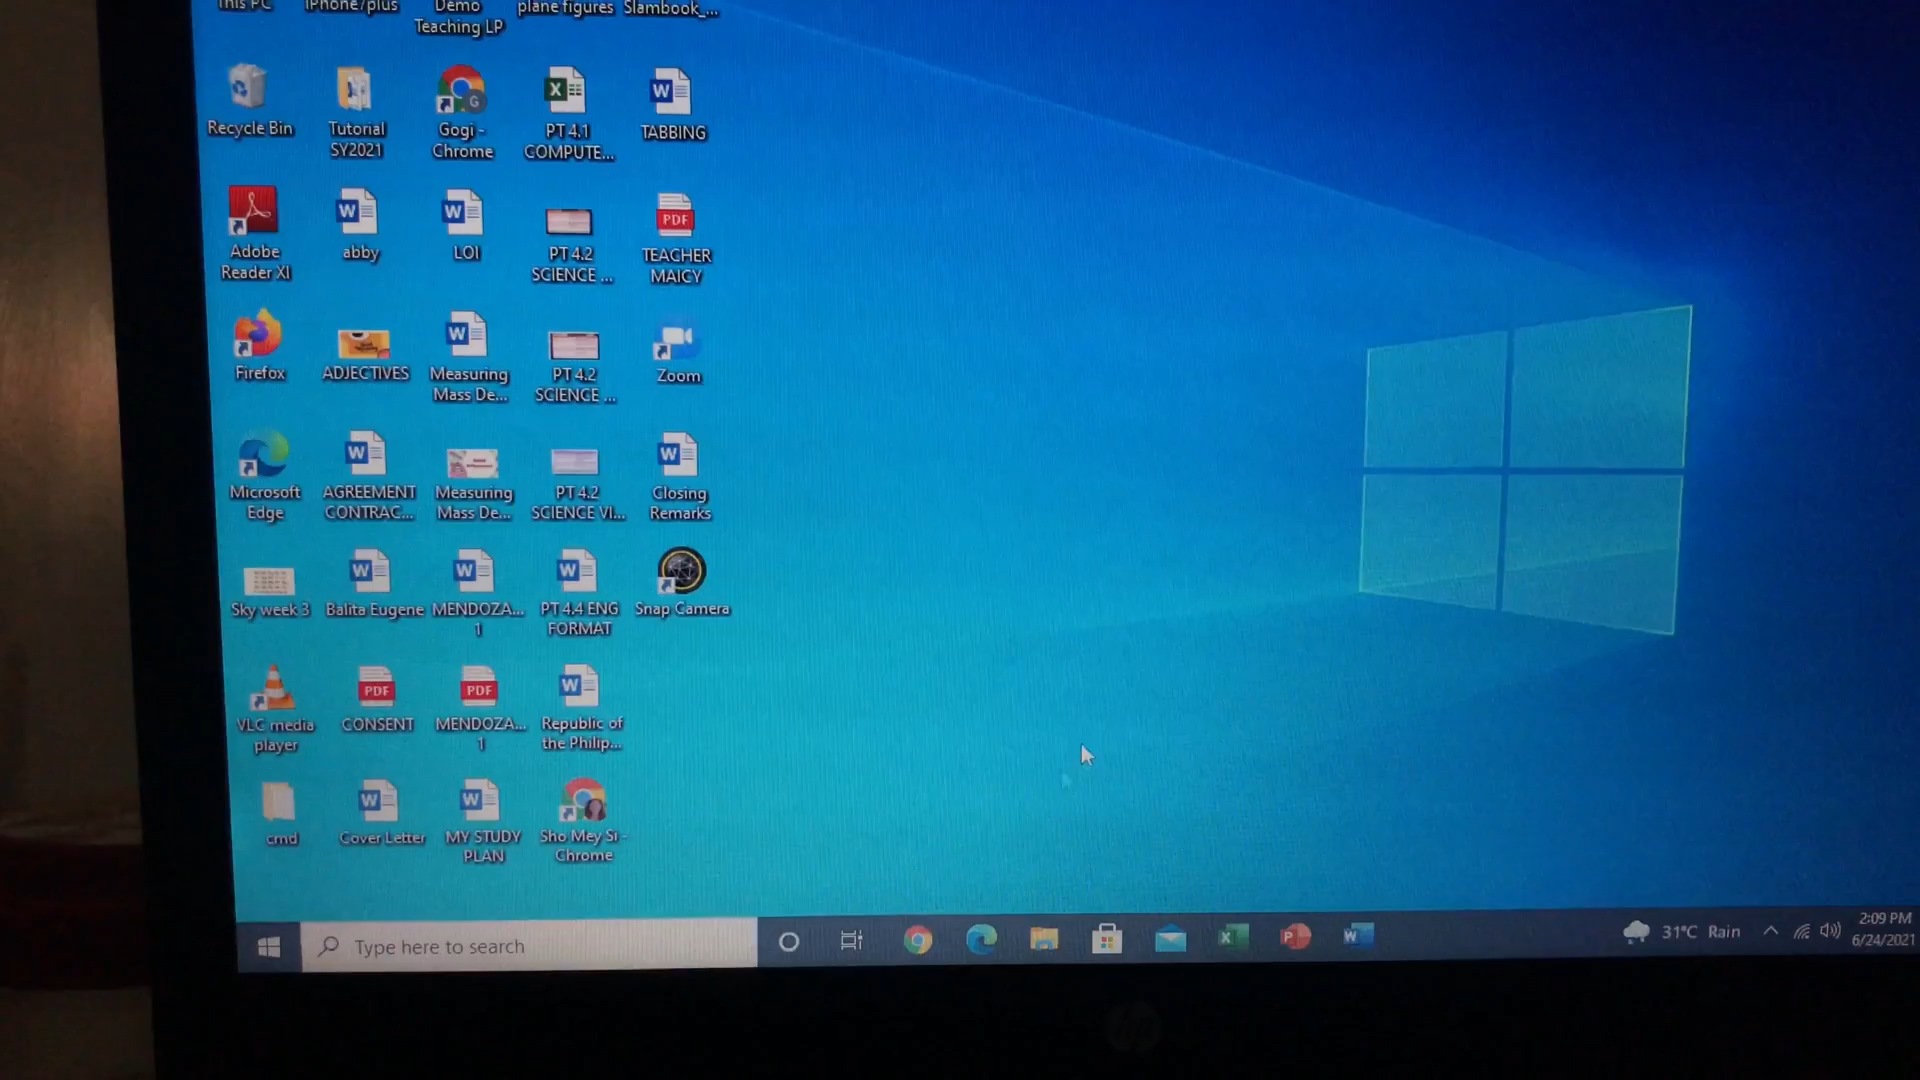 This PC
iPhone7plus
Demo
Teaching LP
plane figures
Slambook_...
Recycle Bin
Tutorial
SY2021
Gogi -
Chrome
PT 4.1
COMPUTE...
TABBING
Adobe
Reader XI
abby
LOI
PT 4.2
SCIENCE ...
PDF
TEACHER
MAICY
Firefox
ADJECTIVES
Measuring
Mass De...
PT 4.2
SCIENCE ...
Zoom
Microsoft
Edge
AGREEMENT
CONTRAC...
Measuring
Mass De...
PT 4.2
SCIENCE VI...
Closing
Remarks
Sky week 3
Balita Eugene
MENDOZA...
1
PT 4.4 ENG
FORMAT
Snap Camera
VLC media
player
PDF
CONSENT
PDF
MENDOZA...
1
Republic of
the Philip...
cmd
Cover Letter
MY STUDY
PLAN
Sho Mey Si -
Chrome
Type here to search
31°C Rain
2:09 PM
6/24/2021